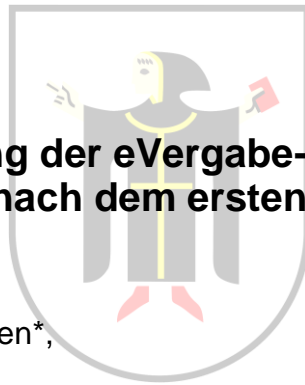 ng der eVergabe-
nach dem ersten
en*,